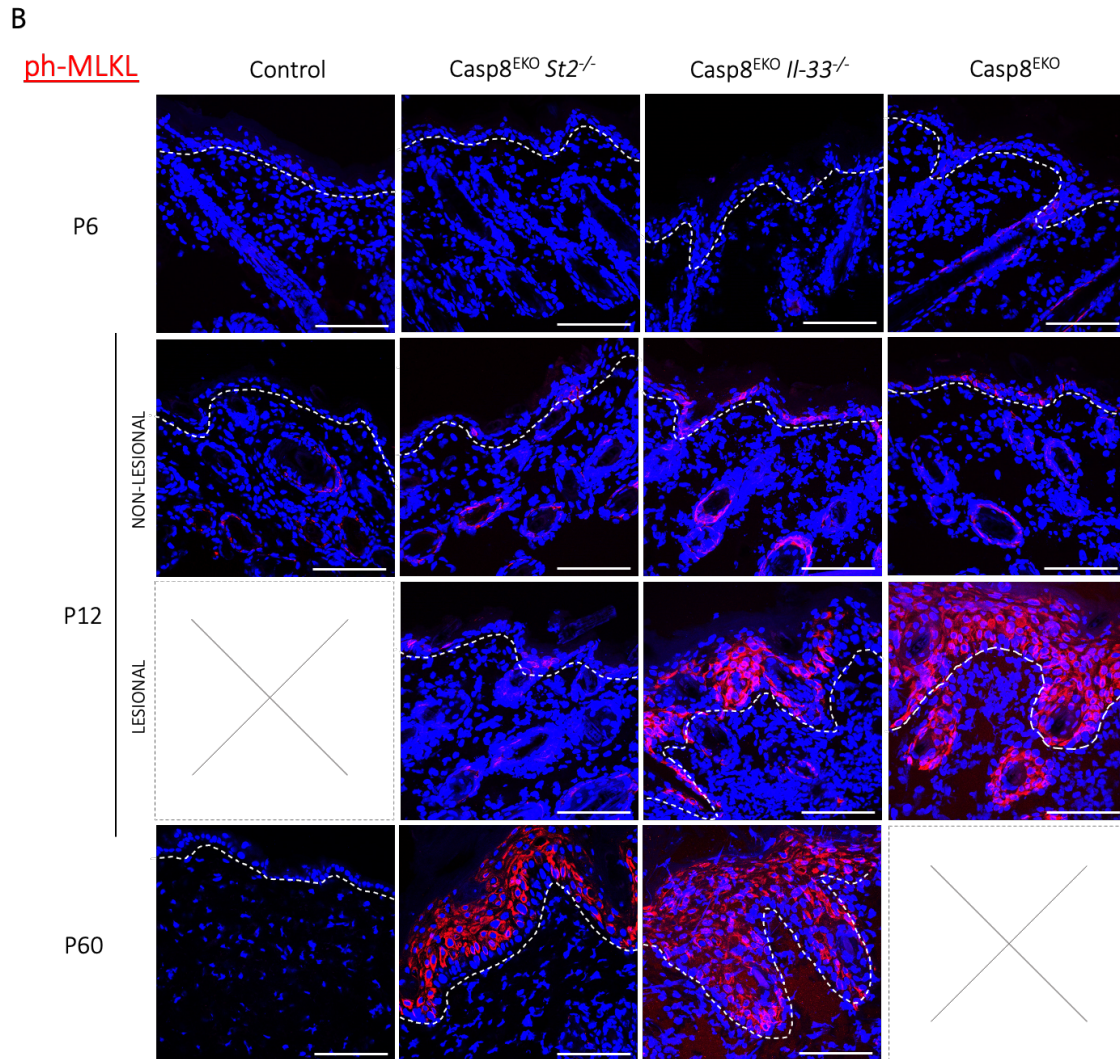 B
ph-MLKL
Control
Casp8EKO St2-/-
Casp8EKO Il-33-/-
Casp8EKO
P6
NON-LESIONAL
P12
LESIONAL
P60